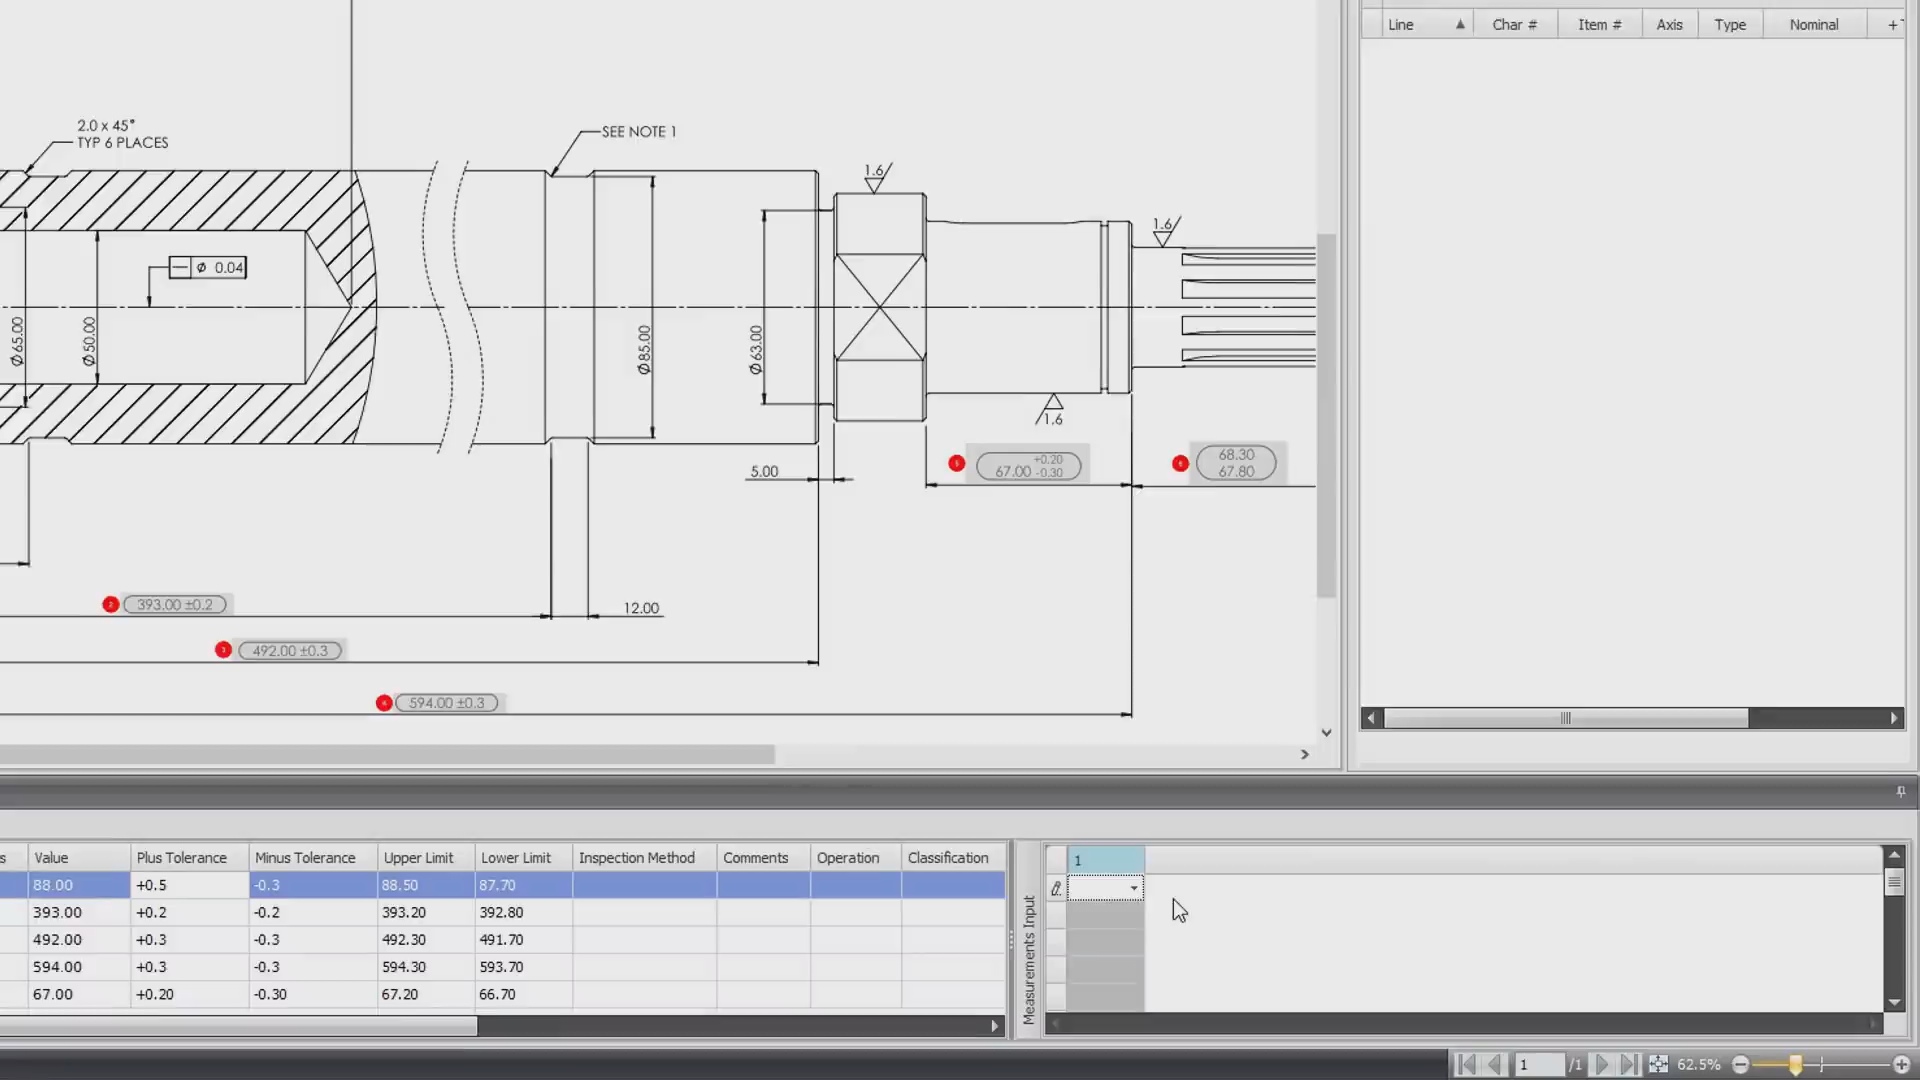 Line Char # Item # Axis Type Nominal +
2.0 x 45°
TYP 6 PLACES
SEE NOTE 1
1.6
1.6
⌀ 0.04
⌀65.00
⌀50.00
⌀85.00
⌀63.00
1.6
5.00
+0.20
67.00 -0.30
68.30
67.80
2 393.00 ±0.2
12.00
492.00 ±0.3
594.00 ±0.3
s Value Plus Tolerance Minus Tolerance Upper Limit Lower Limit Inspection Method Comments Operation Classification
88.00 +0.5 -0.3 88.50 87.70
393.00 +0.2 -0.2 393.20 392.80
492.00 +0.3 -0.3 492.30 491.70
594.00 +0.3 -0.3 594.30 593.70
67.00 +0.20 -0.30 67.20 66.70
Measurements Input
1
1 /1 62.5%